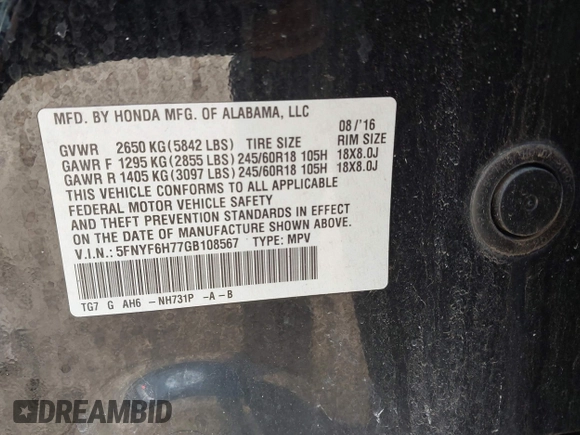 MFD. BY HONDA MFG. OF ALABAMA, LLC
08 /'16
GVWR 2650 KG (5842 LBS) TIRE SIZE RIM SIZE
GAWR F 1295 KG (2855 LBS) 245/60R18 105H 18X8.0J
GAWR R 1405 KG (3097 LBS) 245/60R18 105H 18X8.0J
THIS VEHICLE CONFORMS TO ALL APPLICABLE
FEDERAL MOTOR VEHICLE SAFETY
AND THEFT PREVENTION STANDARDS IN EFFECT
ON THE DATE OF MANUFACTURE SHOWN ABOVE.
V.I.N.: 5FNYF6H77GB108567 TYPE: MPV
TG7 G AH6 -NH731P -A-B
DREAMBID